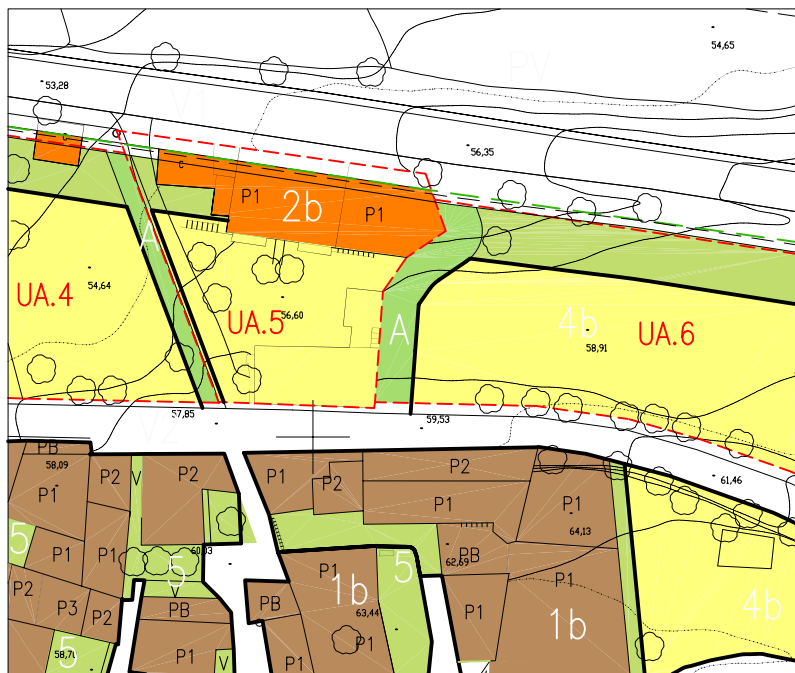 54,65
PV
53,28
V1
56,35
C
C
P1
2b
P1
A
54,64
UA.4
56,60
UA.5
A
4b
UA.6
58,91
57,85
59,53
V2
PB
58,09
P2
V
P2
P1
P2
P2
61,46
P1
P1
P1
P1
64,13
5
P1
P1
60,03
5
62,69
PB
5
P1
P1
P2
P3
P2
V
PB
PB
1b
63,44
P1
1b
4b
5
58,70
P1
V
P1
P1